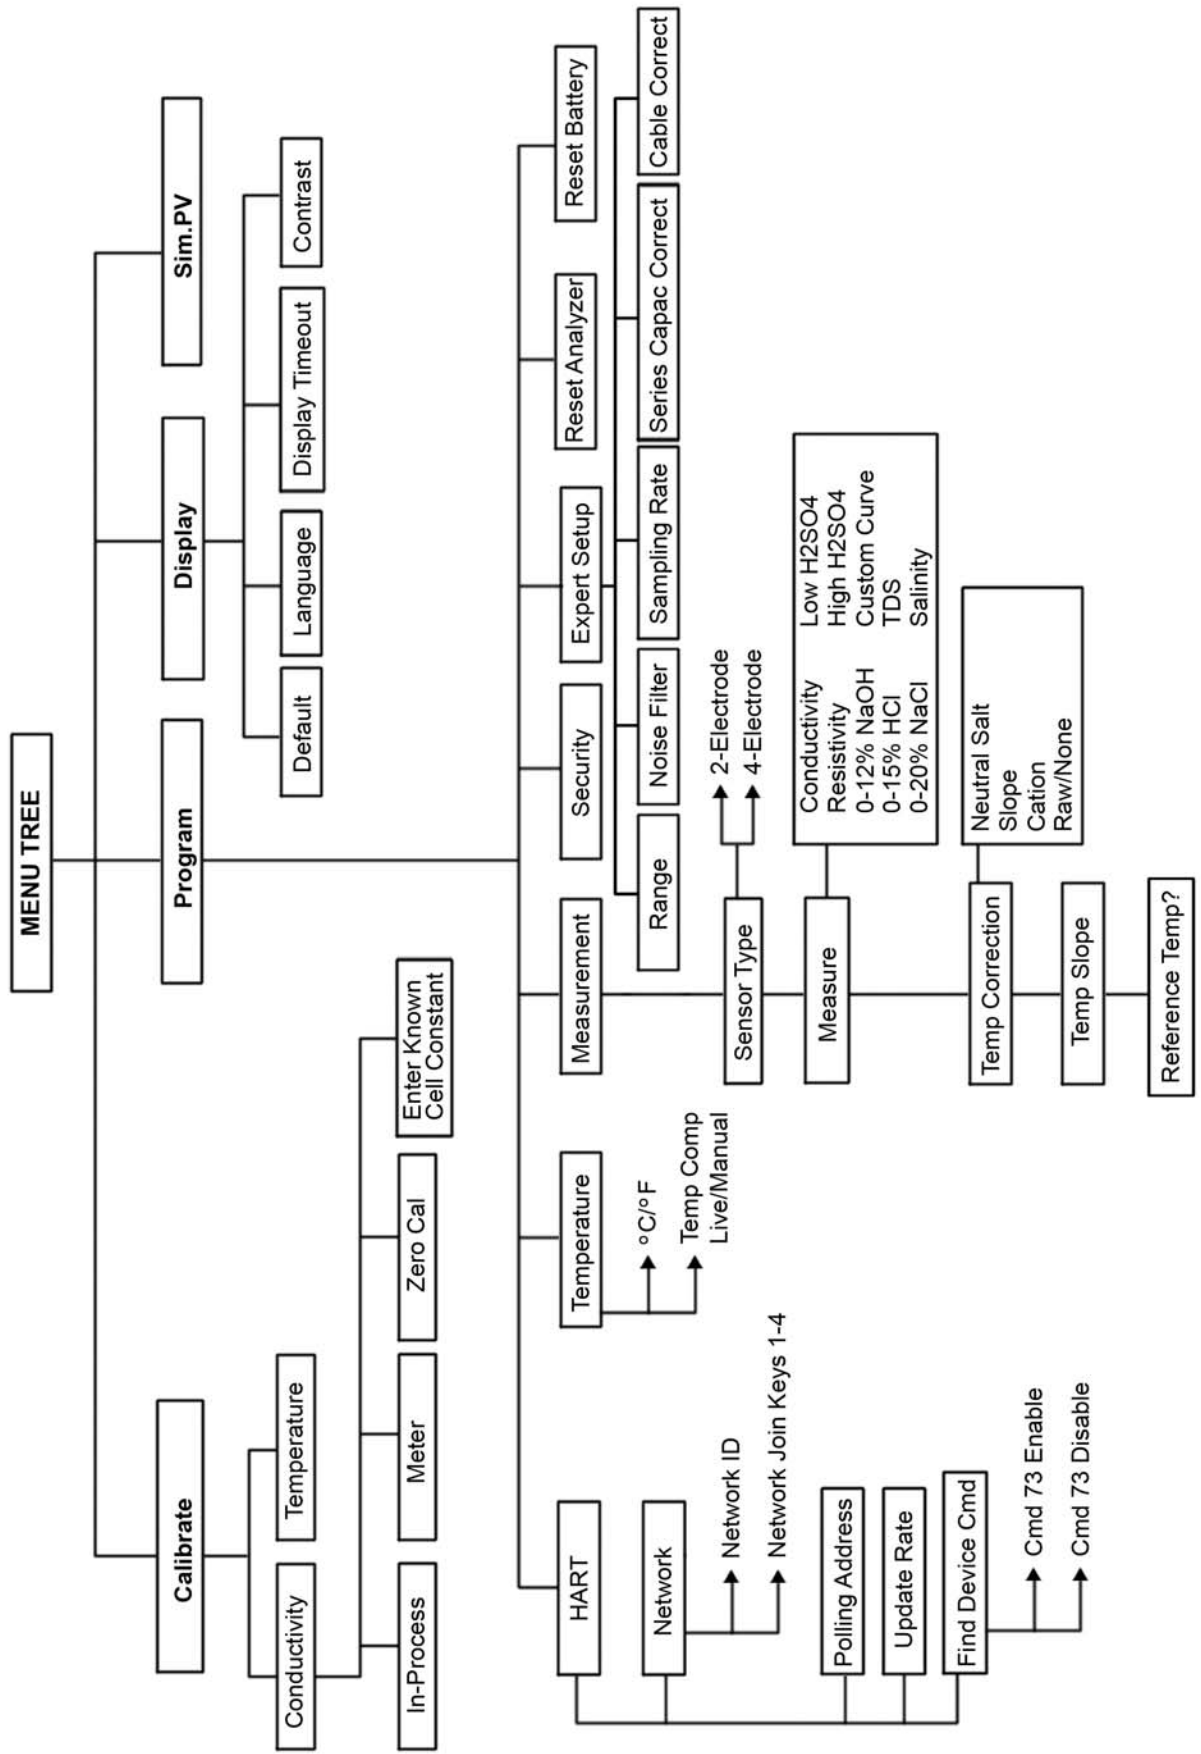 MENU TREE
Calibrate
Program
Display
Sim.PV
Conductivity
Temperature
Default
Language
Display Timeout
Contrast
In-Process
Meter
Zero Cal
Enter Known
Cell Constant
HART
Temperature
Measurement
Security
Expert Setup
Reset Analyzer
Reset Battery
Range
Noise Filter
Sampling Rate
Series Capac Correct
Cable Correct
Network
Network ID
Network Join Keys 1-4
Polling Address
Update Rate
Find Device Cmd
Cmd 73 Enable
Cmd 73 Disable
°C/°F
Temp Comp
Live/Manual
Sensor Type
2-Electrode
4-Electrode
Measure
Conductivity Low H2SO4
Resistivity High H2SO4
0-12% NaOH Custom Curve
0-15% HCl TDS
0-20% NaCl Salinity
Temp Correction
Neutral Salt
Slope
Cation
Raw/None
Temp Slope
Reference Temp?